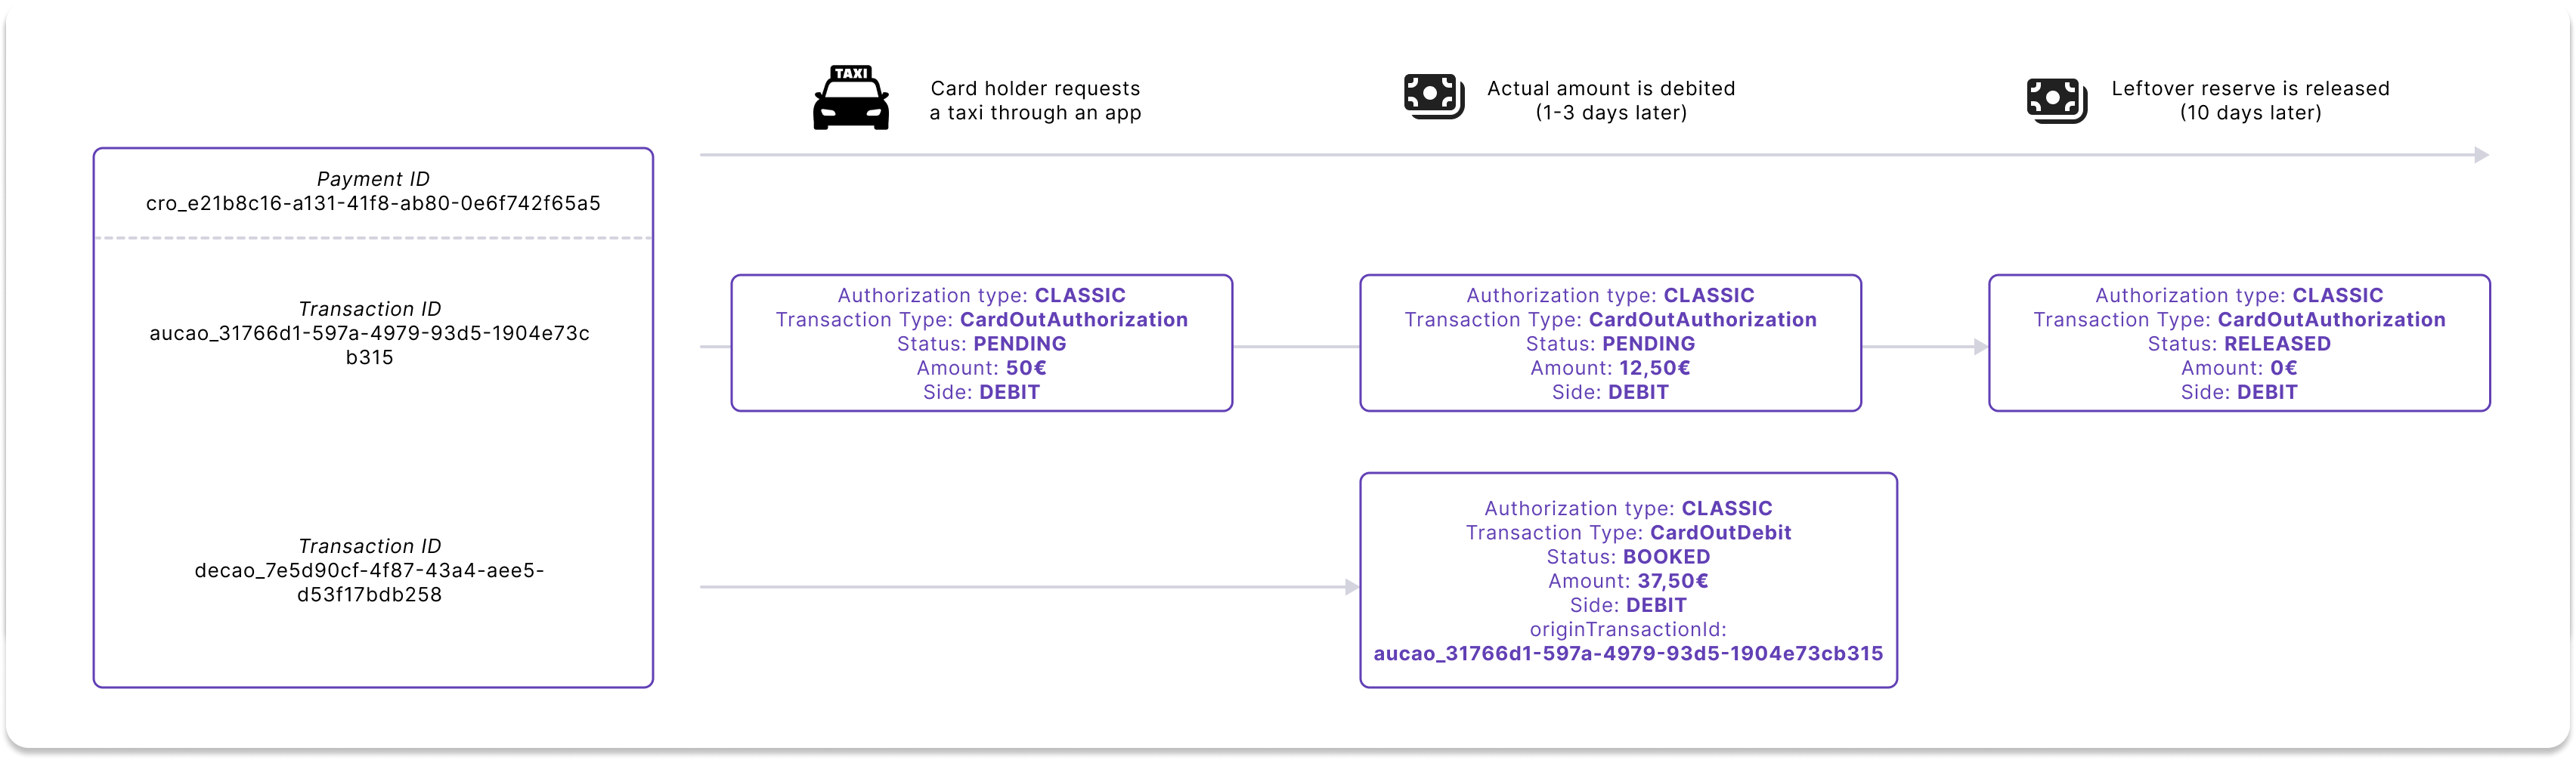 TAXI
Card holder requests
a taxi through an app
Actual amount is debited
(1-3 days later)
Leftover reserve is released
(10 days later)
Payment ID
cro_e21b8c16-a131-41f8-ab80-0e6f742f65a5
Transaction ID
aucao_31766d1-597a-4979-93d5-1904e73c
b315
Authorization type: CLASSIC
Transaction Type: CardOutAuthorization
Status: PENDING
Amount: 50€
Side: DEBIT
Authorization type: CLASSIC
Transaction Type: CardOutAuthorization
Status: PENDING
Amount: 12,50€
Side: DEBIT
Authorization type: CLASSIC
Transaction Type: CardOutAuthorization
Status: RELEASED
Amount: 0€
Side: DEBIT
Transaction ID
decao_7e5d90cf-4f87-43a4-aee5-
d53f17bdb258
Authorization type: CLASSIC
Transaction Type: CardOutDebit
Status: BOOKED
Amount: 37,50€
Side: DEBIT
originTransactionId:
aucao_31766d1-597a-4979-93d5-1904e73cb315